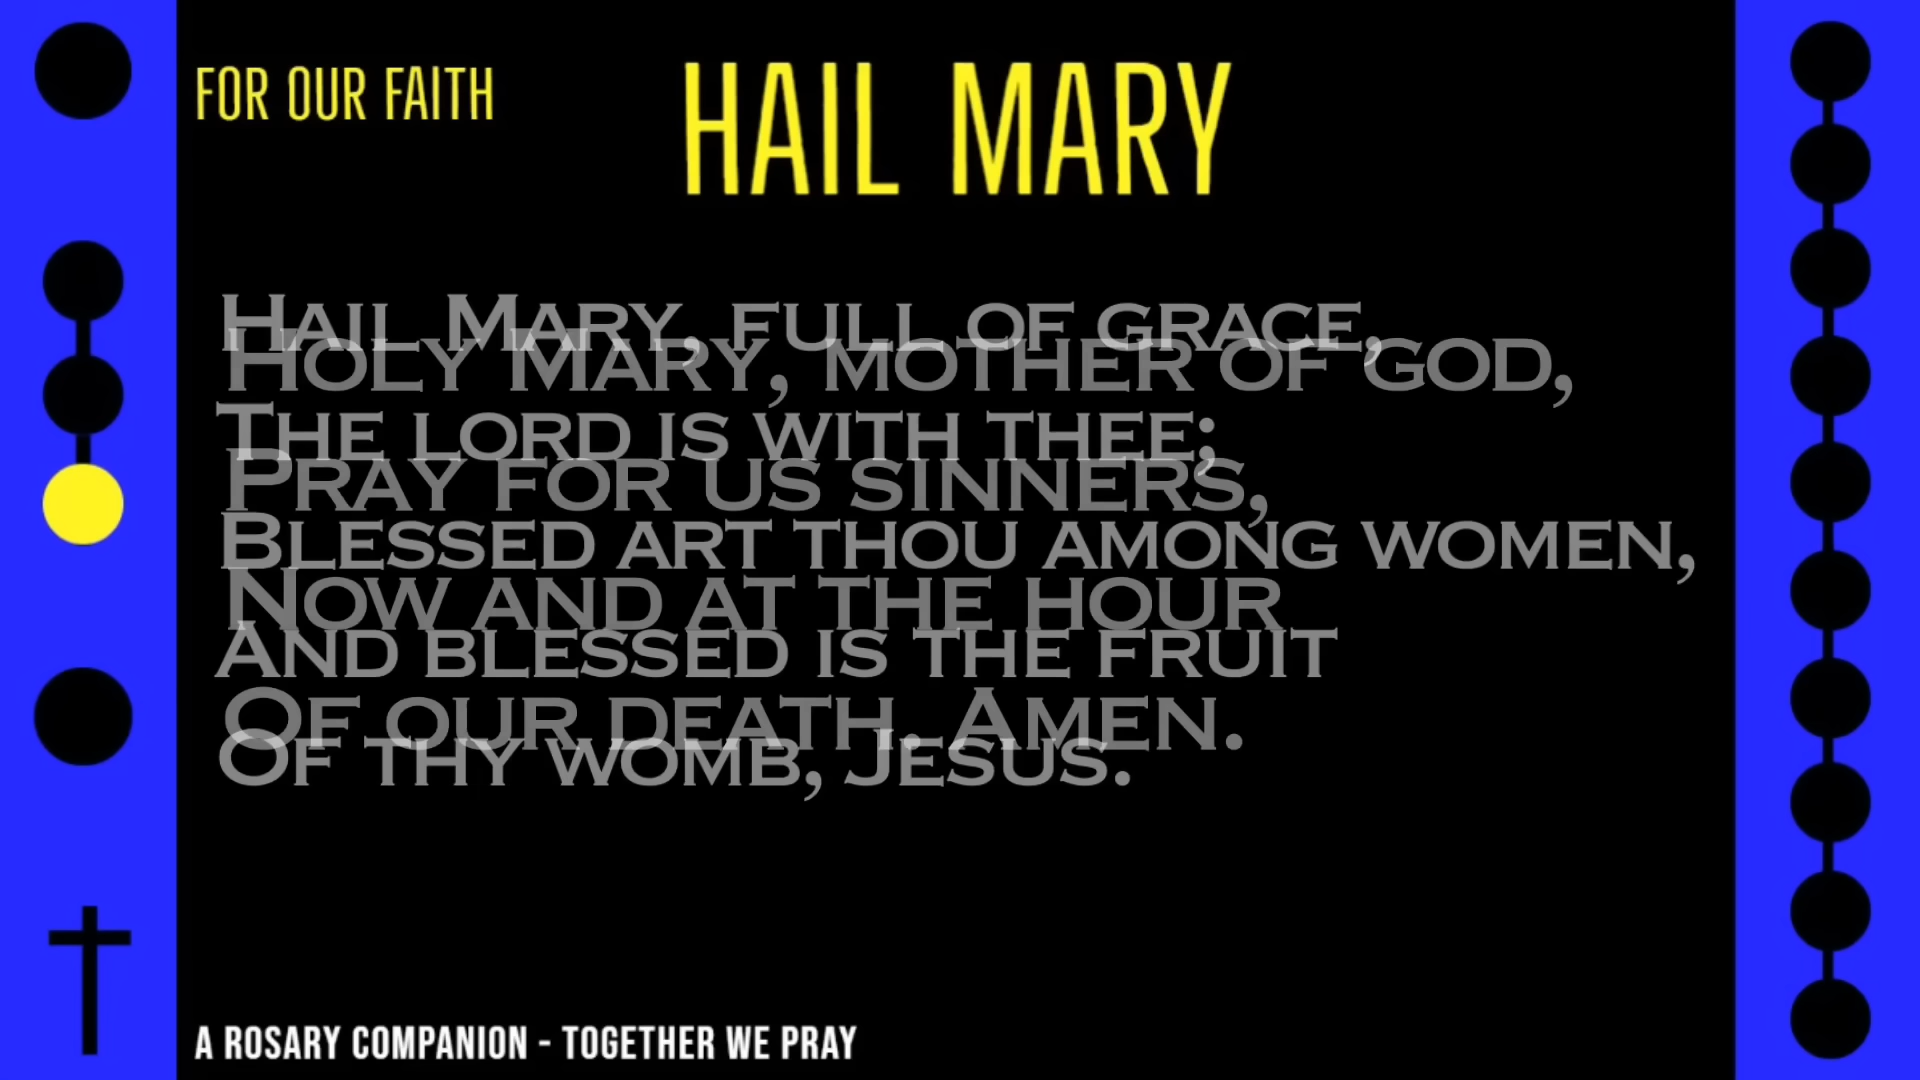 FOR OUR FAITH
HAIL MARY
Hail Mary, full of grace,
Holy Mary, mother of god,
The lord is with thee;
Pray for us sinners,
Blessed art thou among women,
Now and at the hour
And blessed is the fruit
Of our death. Amen.
Of thy womb, Jesus.
A ROSARY COMPANION - TOGETHER WE PRAY